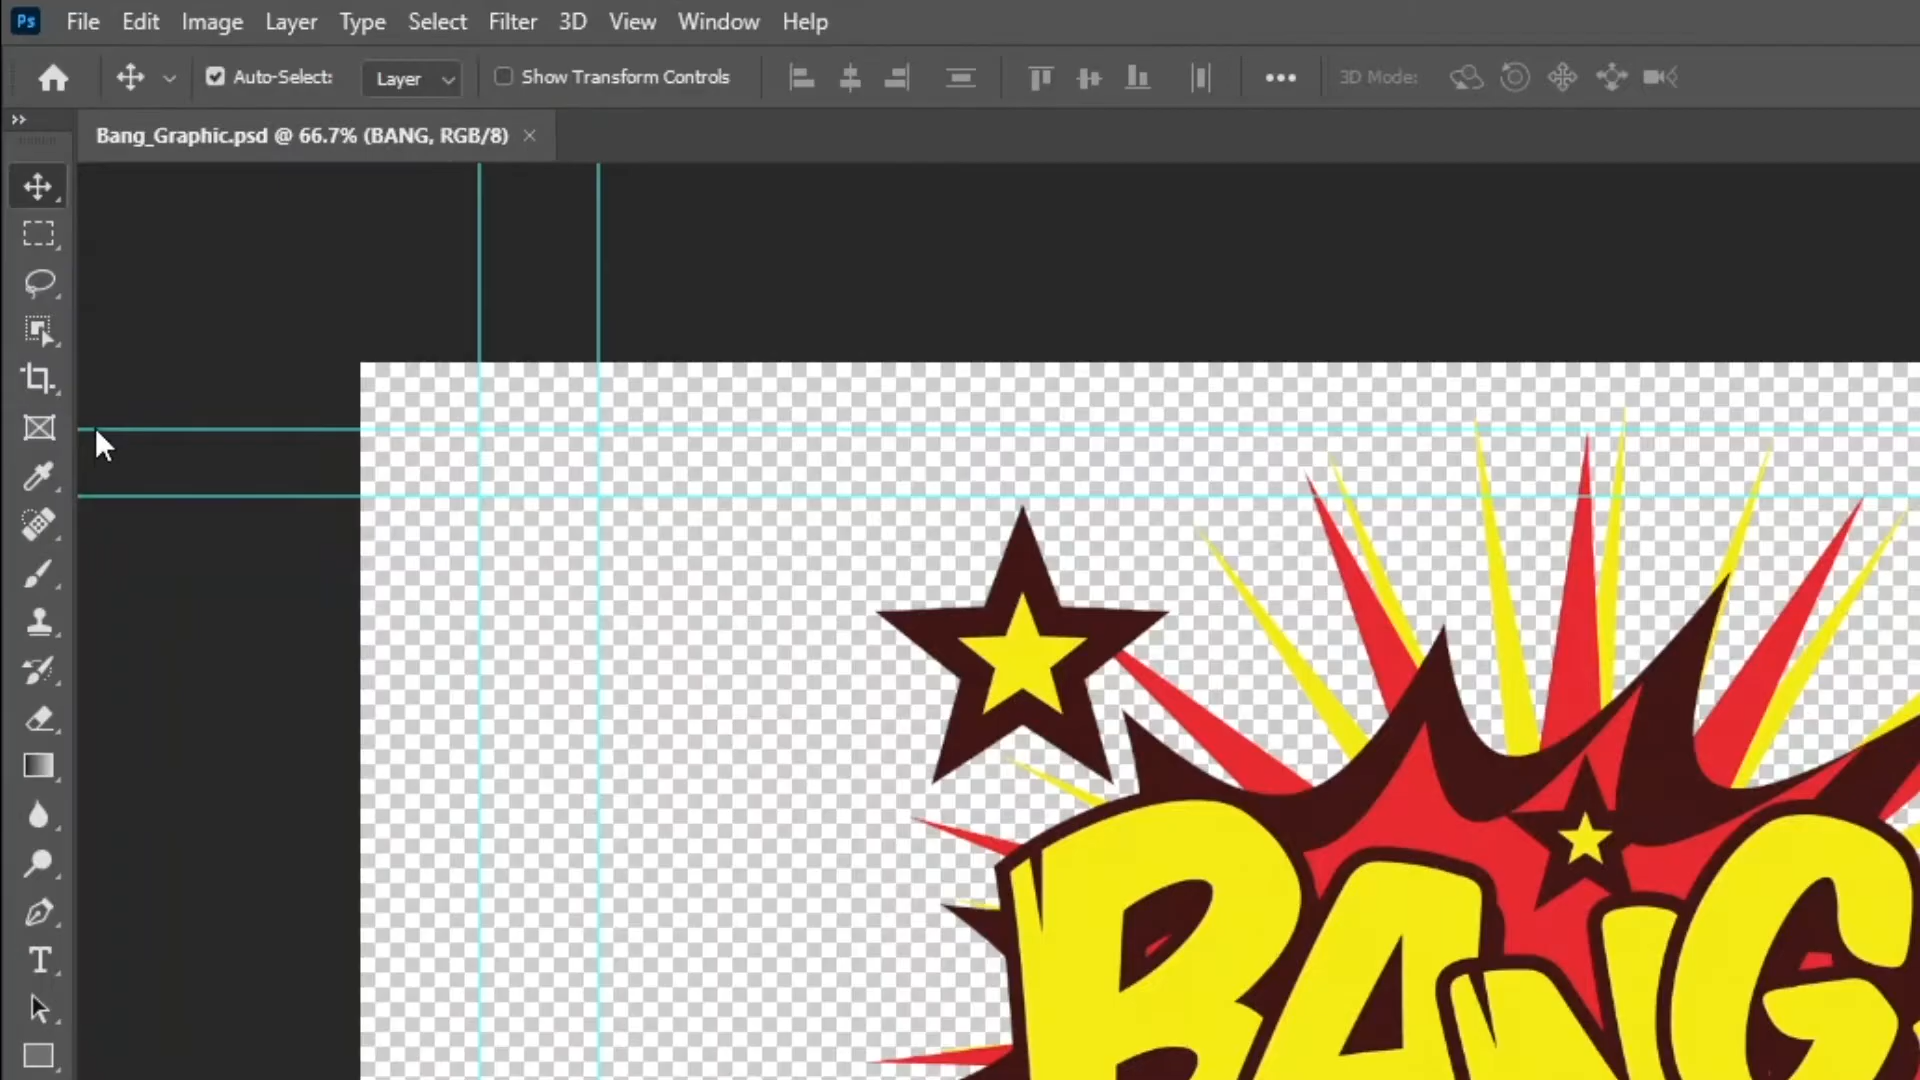 Ps File Edit Image Layer Type Select Filter 3D View Window Help
Auto-Select: Layer Show Transform Controls 3D Mode:
Bang_Graphic.psd @ 66.7% (BANG, RGB/8)
BANG
T